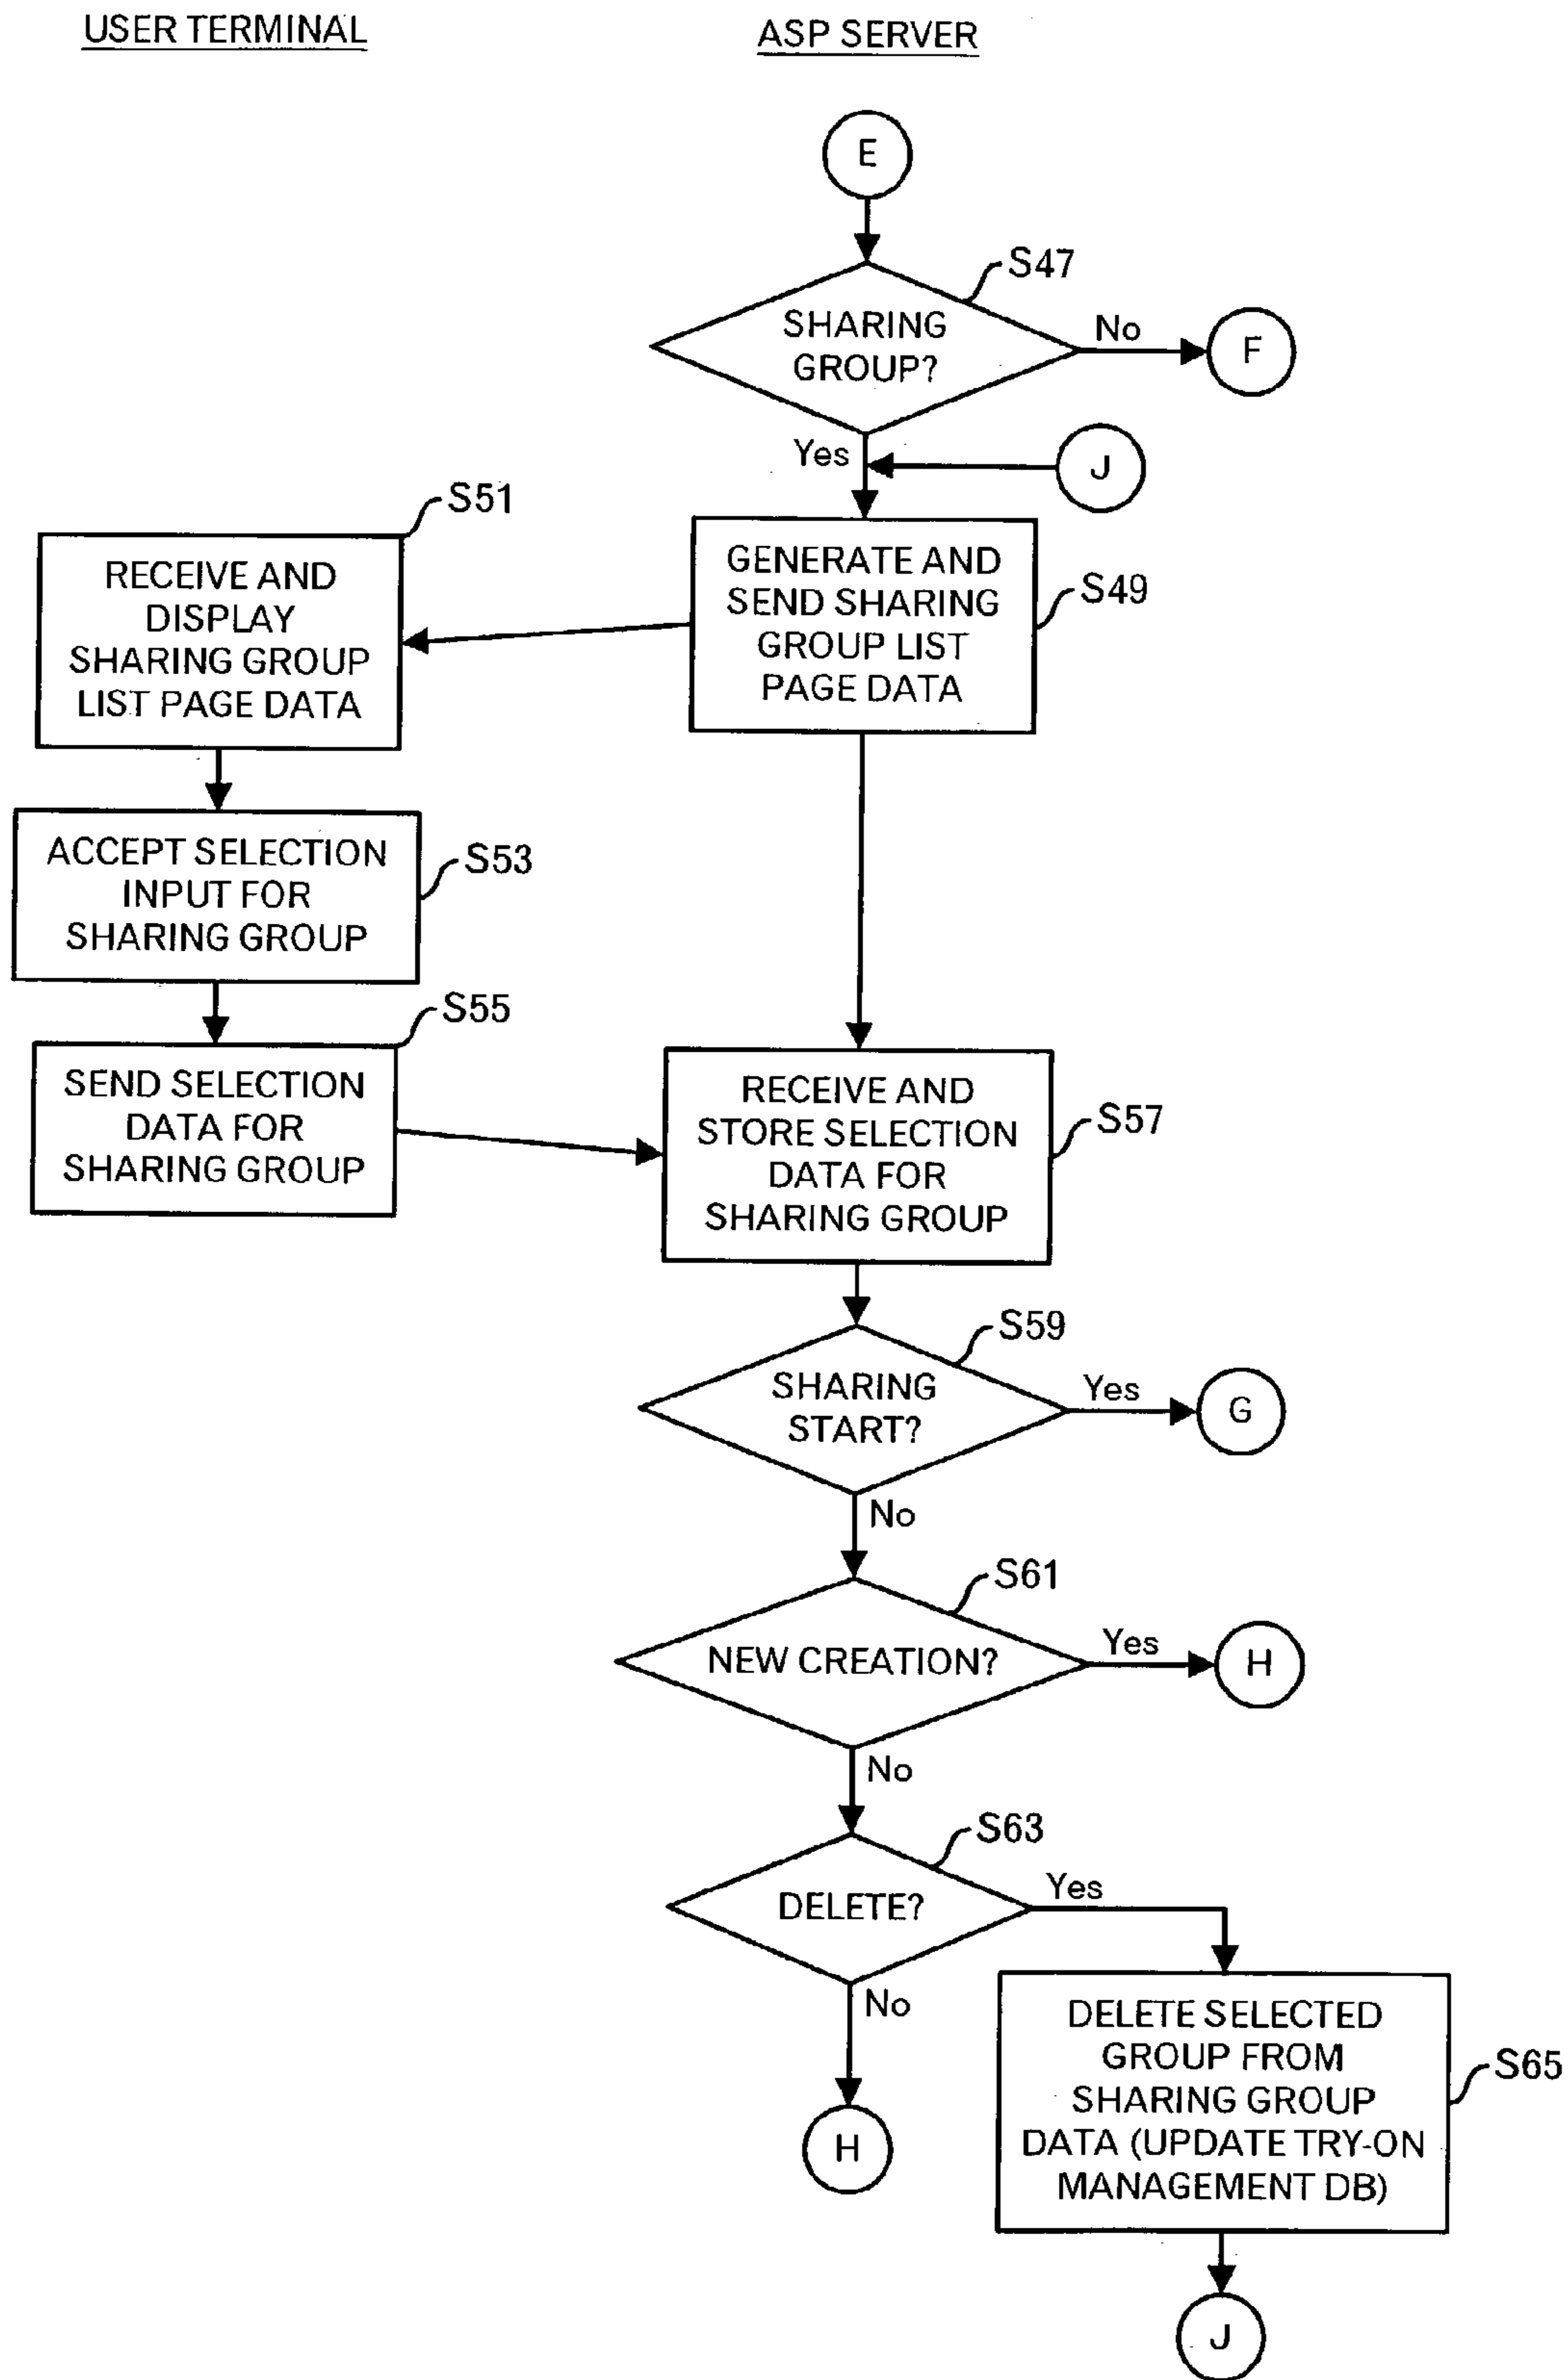 USER TERMINAL
ASP SERVER
E
S47
SHARING
GROUP?
No
F
Yes
J
S51
RECEIVE AND
DISPLAY
SHARING GROUP
LIST PAGE DATA
GENERATE AND
SEND SHARING
GROUP LIST
PAGE DATA
S49
ACCEPT SELECTION
INPUT FOR
SHARING GROUP
S53
S55
SEND SELECTION
DATA FOR
SHARING GROUP
RECEIVE AND
STORE SELECTION
DATA FOR
SHARING GROUP
S57
S59
SHARING
START?
Yes
G
No
S61
NEW CREATION?
Yes
H
No
S63
DELETE?
Yes
No
H
DELETE SELECTED
GROUP FROM
SHARING GROUP
DATA (UPDATE TRY-ON
MANAGEMENT DB)
S65
J